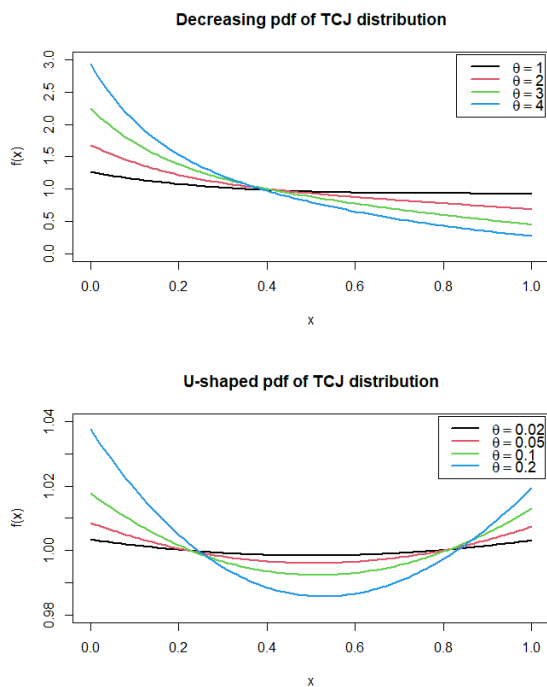 Decreasing pdf of TCJ distribution
f(x)
3.0
2.5
2.0
1.5
1.0
0.5
0.0
θ = 1
θ = 2
θ = 3
θ = 4
0.0 0.2 0.4 0.6 0.8 1.0
x
U-shaped pdf of TCJ distribution
f(x)
1.04
1.02
1.00
0.98
θ = 0.02
θ = 0.05
θ = 0.1
θ = 0.2
0.0 0.2 0.4 0.6 0.8 1.0
x